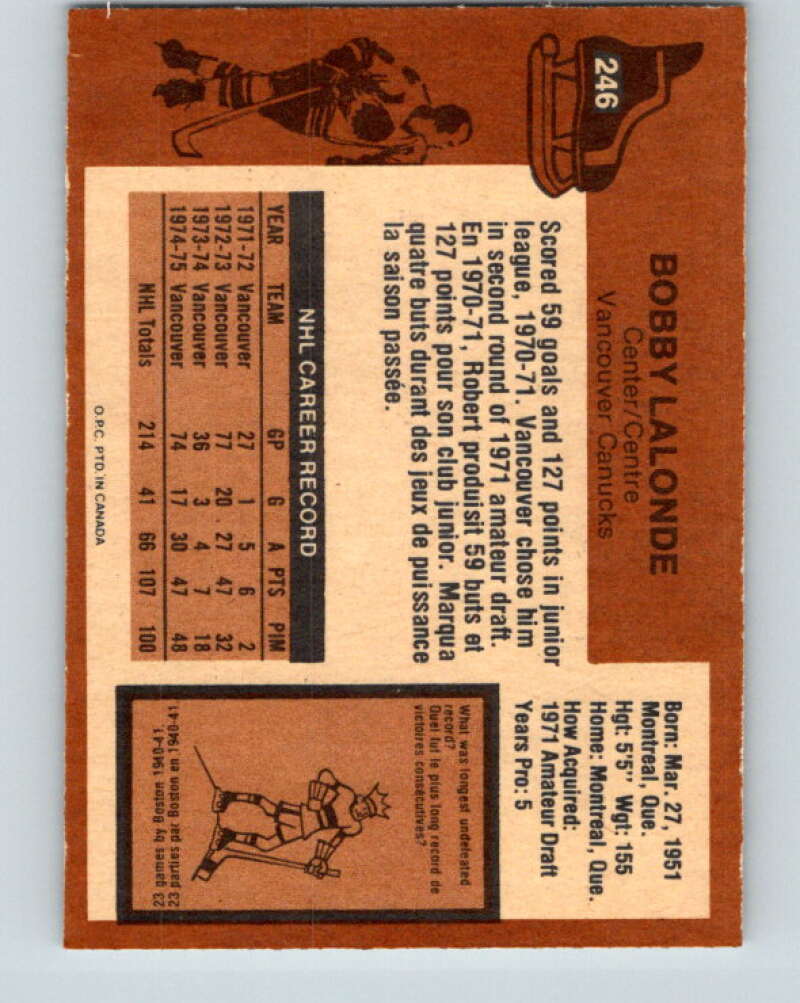 246
BOBBY LALONDE
Center/Centre
Vancouver Canucks
Born: Mar. 27, 1951
Montreal, Que.
Hgt: 5'5" Wgt: 155
Home: Montreal, Que.
How Acquired:
1971 Amateur Draft
Years Pro: 5
Scored 59 goals and 127 points in junior
league, 1970-71. Vancouver chose him
in second round of 1971 amateur draft.
En 1970-71, Robert produisit 59 buts et
127 points pour son club junior. Marqua
quatre buts durant des jeux de puissance
la saison passée.
NHL CAREER RECORD
YEAR TEAM GP G A PTS PIM
1971-72 Vancouver 27 1 5 6 2
1972-73 Vancouver 77 20 27 47 32
1973-74 Vancouver 36 3 4 7 18
1974-75 Vancouver 74 17 30 47 48
NHL Totals 214 41 66 107 100
What was longest undefeated
record?
Quel fut le plus long record de
victoires consécutives?
23 games by Boston 1940-41
23 parties par Boston en 1940-41
O.P.C. PTD. IN CANADA